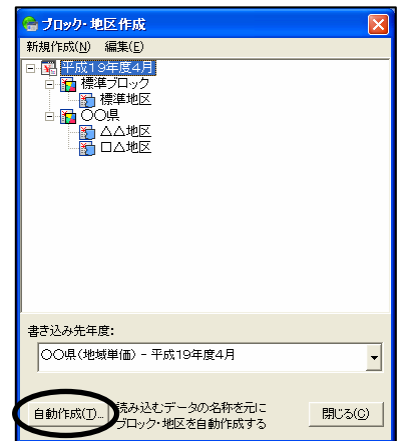 ブロック・地区作成
新規作成(N) 編集(E)
平成19年度4月
標準ブロック
標準地区
〇〇県
△△地区
□△地区
書き込み先年度:
〇〇県(地域単価) - 平成19年度4月
自動作成(T)... 読み込むデータの名称を元に
ブロック・地区を自動作成する
閉じる(C)